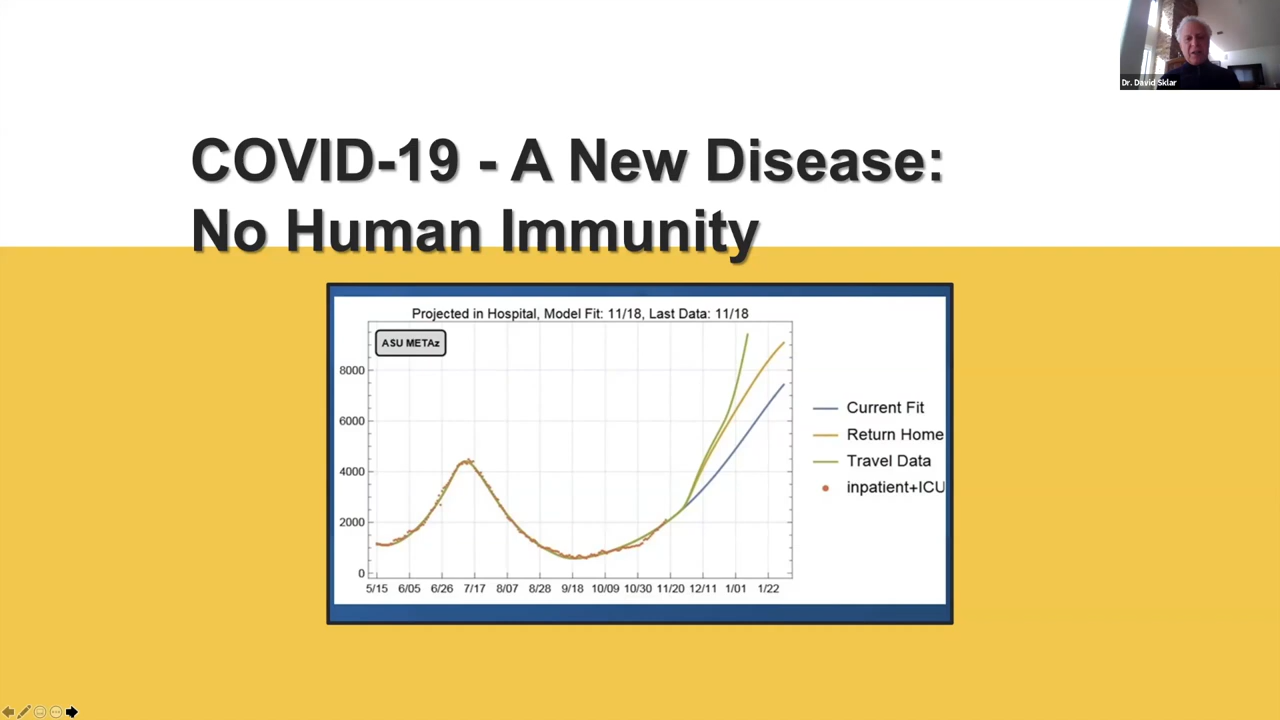 Dr. David Sklar
COVID-19 - A New Disease:
No Human Immunity
Projected in Hospital, Model Fit: 11/18, Last Data: 11/18
ASU METAz
8000
6000
4000
2000
0
5/15 6/05 6/26 7/17 8/07 8/28 9/18 10/09 10/30 11/20 12/11 1/01 1/22
Current Fit
Return Home
Travel Data
inpatient+ICU